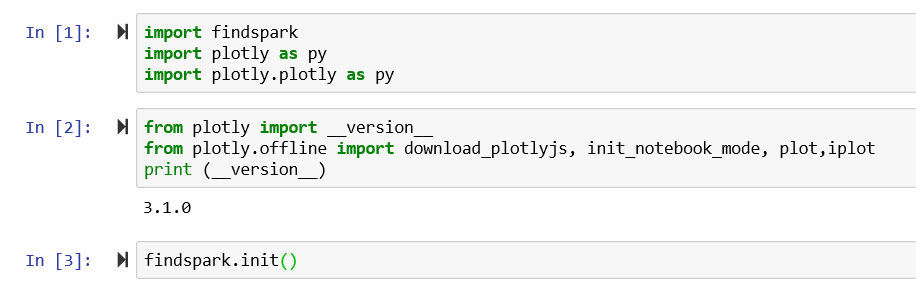 In [1]: import findspark
import plotly as py
import plotly.plotly as py
In [2]: from plotly import __version__
from plotly.offline import download_plotlyjs, init_notebook_mode, plot,iplot
print (__version__)
3.1.0
In [3]: findspark.init()